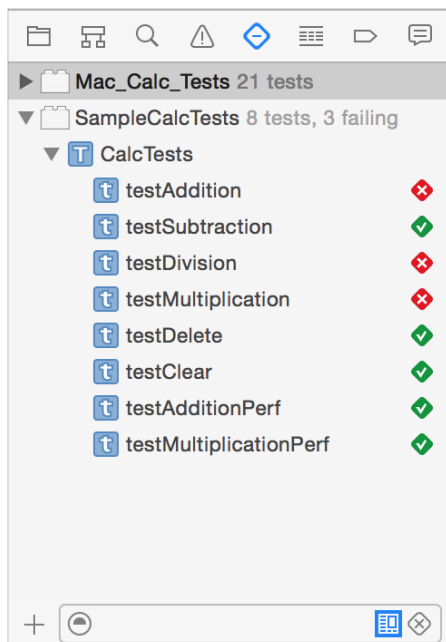 Mac_Calc_Tests 21 tests
SampleCalcTests 8 tests, 3 failing
T CalcTests
t testAddition
t testSubtraction
t testDivision
t testMultiplication
t testDelete
t testClear
t testAdditionPerf
t testMultiplicationPerf